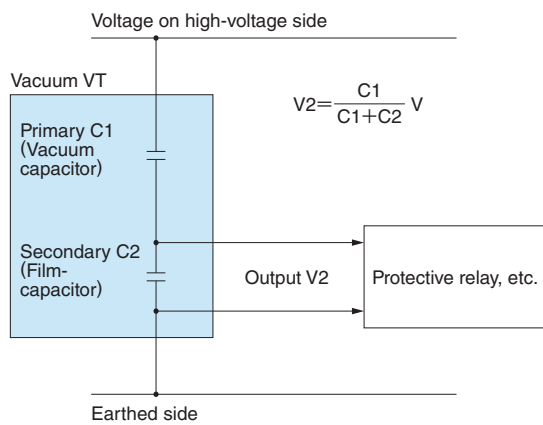 Voltage on high-voltage side
Vacuum VT
V2=C1/C1+C2 V
Primary C1
(Vacuum
capacitor)
Secondary C2
(Film-
capacitor)
Output V2
Protective relay, etc.
Earthed side